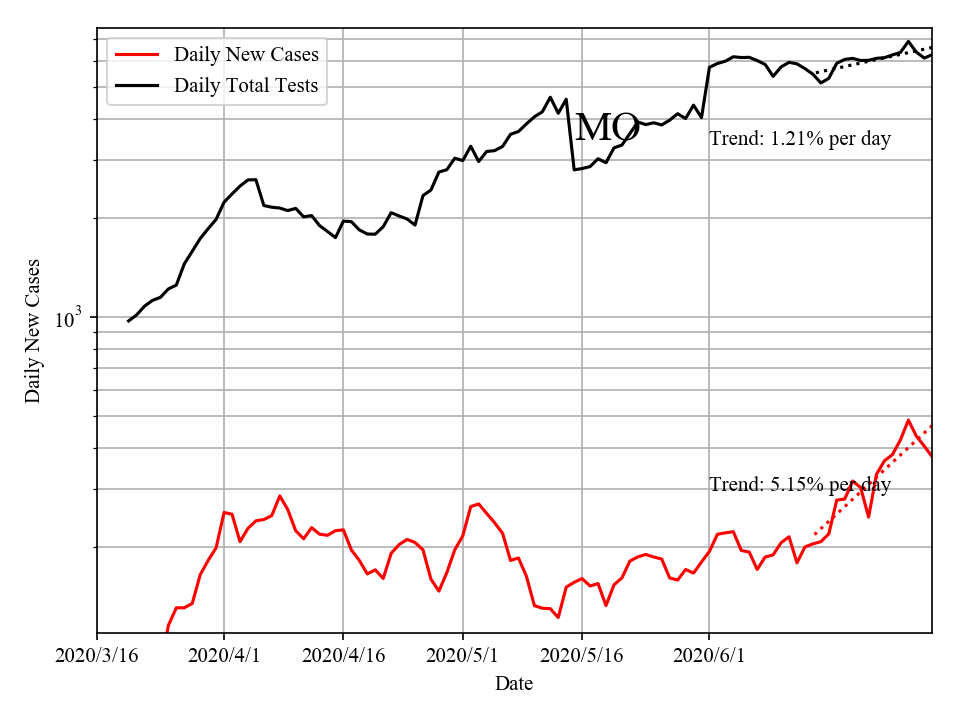 Daily New Cases
Daily Total Tests
MO
Trend: 1.21% per day
Trend: 5.15% per day
Daily New Cases
10³
2020/3/16
2020/4/1
2020/4/16
2020/5/1
2020/5/16
2020/6/1
Date